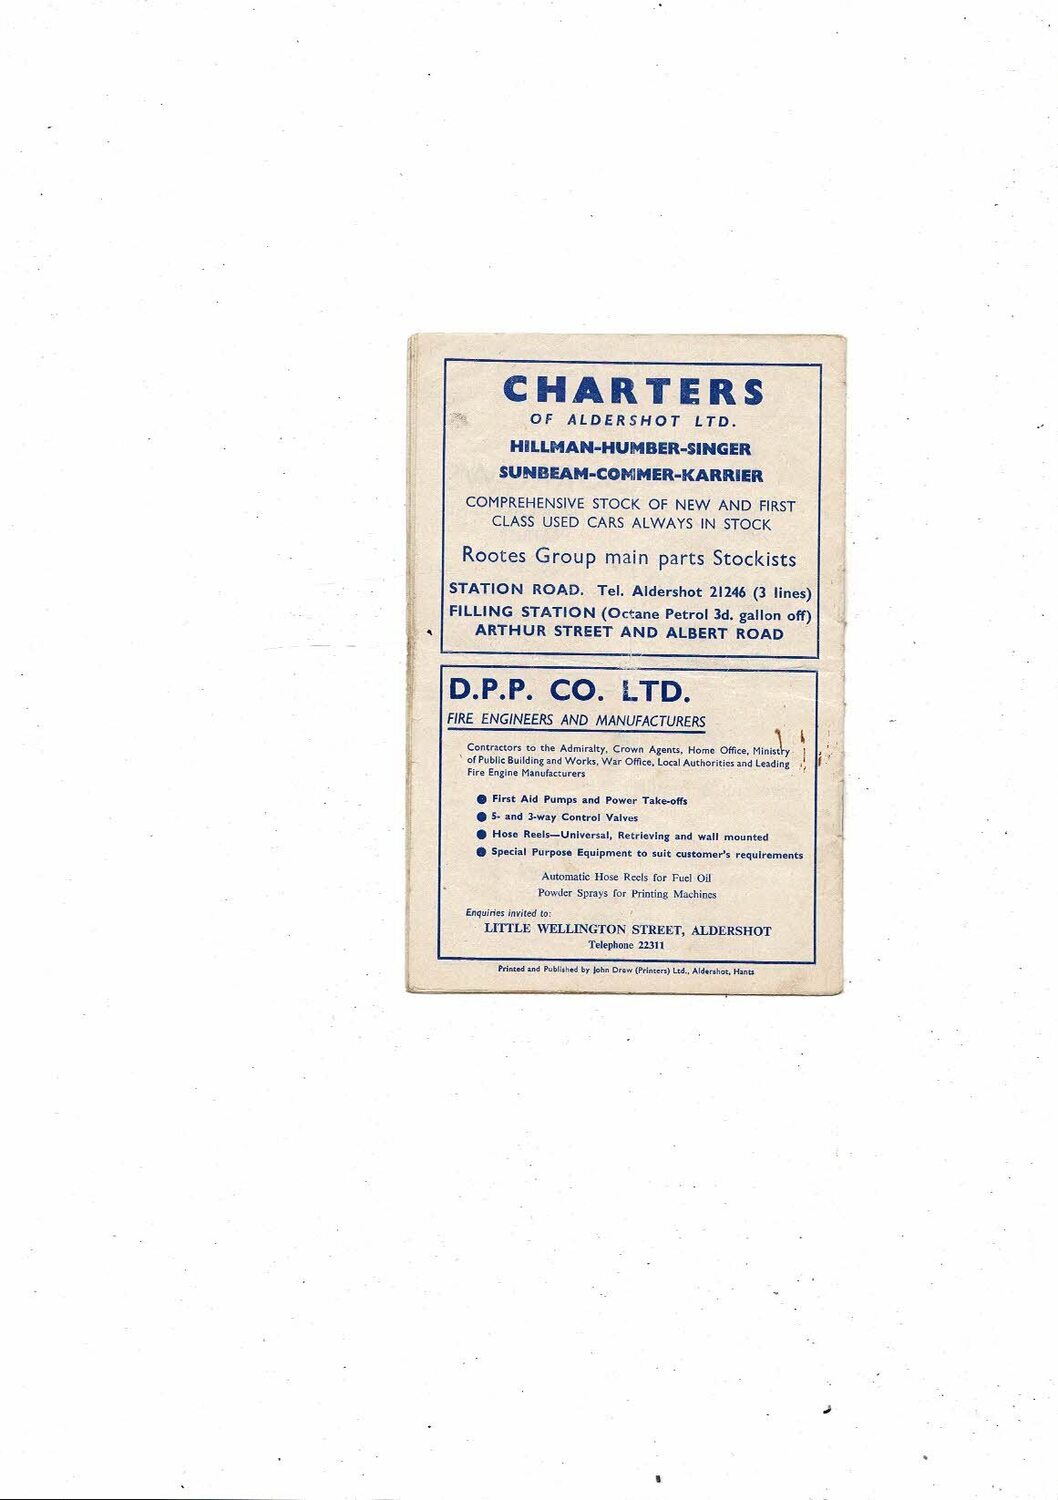 CHARTERS
OF ALDERSHOT LTD.
HILLMAN-HUMBER-SINGER
SUNBEAM-COMMER-KARRIER
COMPREHENSIVE STOCK OF NEW AND FIRST
CLASS USED CARS ALWAYS IN STOCK
Rootes Group main parts Stockists
STATION ROAD. Tel. Aldershot 21246 (3 lines)
FILLING STATION (Octane Petrol 3d. gallon off)
ARTHUR STREET AND ALBERT ROAD
D.P.P. CO. LTD.
FIRE ENGINEERS AND MANUFACTURERS
Contractors to the Admiralty, Crown Agents, Home Office, Ministry
of Public Building and Works, War Office, Local Authorities and Leading
Fire Engine Manufacturers
● First Aid Pumps and Power Take-offs
● 5- and 3-way Control Valves
● Hose Reels—Universal, Retrieving and wall mounted
● Special Purpose Equipment to suit customer's requirements
Automatic Hose Reels for Fuel Oil
Powder Sprays for Printing Machines
Enquiries invited to:
LITTLE WELLINGTON STREET, ALDERSHOT
Telephone 22311
Printed and Published by John Drew (Printers) Ltd., Aldershot, Hants